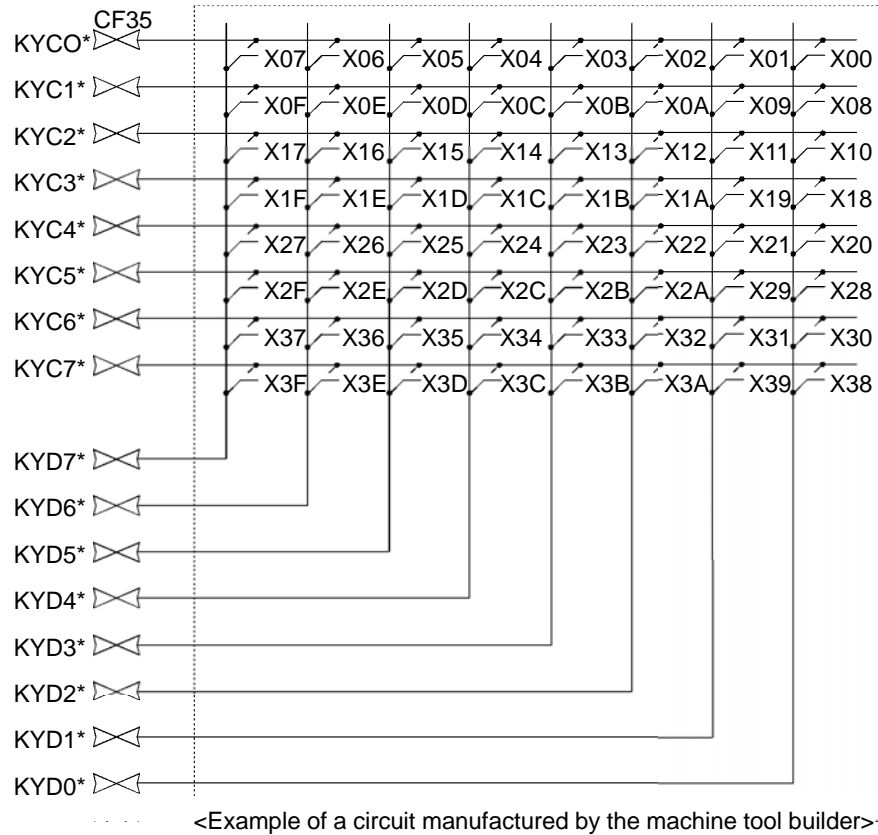 CF35
KYCO*
X07 X06 X05 X04 X03 X02 X01 X00
KYC1*
X0F X0E X0D X0C X0B X0A X09 X08
KYC2*
X17 X16 X15 X14 X13 X12 X11 X10
KYC3*
X1F X1E X1D X1C X1B X1A X19 X18
KYC4*
X27 X26 X25 X24 X23 X22 X21 X20
KYC5*
X2F X2E X2D X2C X2B X2A X29 X28
KYC6*
X37 X36 X35 X34 X33 X32 X31 X30
KYC7*
X3F X3E X3D X3C X3B X3A X39 X38
KYD7*
KYD6*
KYD5*
KYD4*
KYD3*
KYD2*
KYD1*
KYD0*
<Example of a circuit manufactured by the machine tool builder>